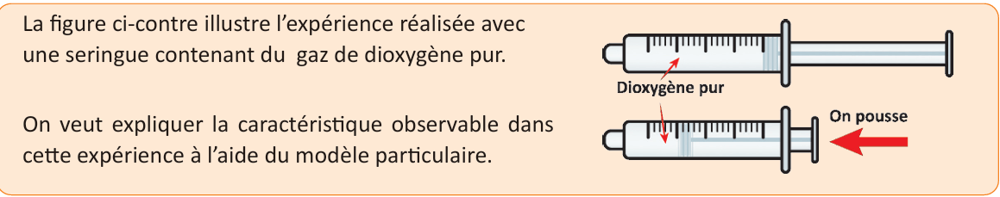 La figure ci-contre illustre l’expérience réalisée avec
une seringue contenant du gaz de dioxygène pur.
On veut expliquer la caractéristique observable dans
cette expérience à l’aide du modèle particulaire.
Dioxygène pur
On pousse